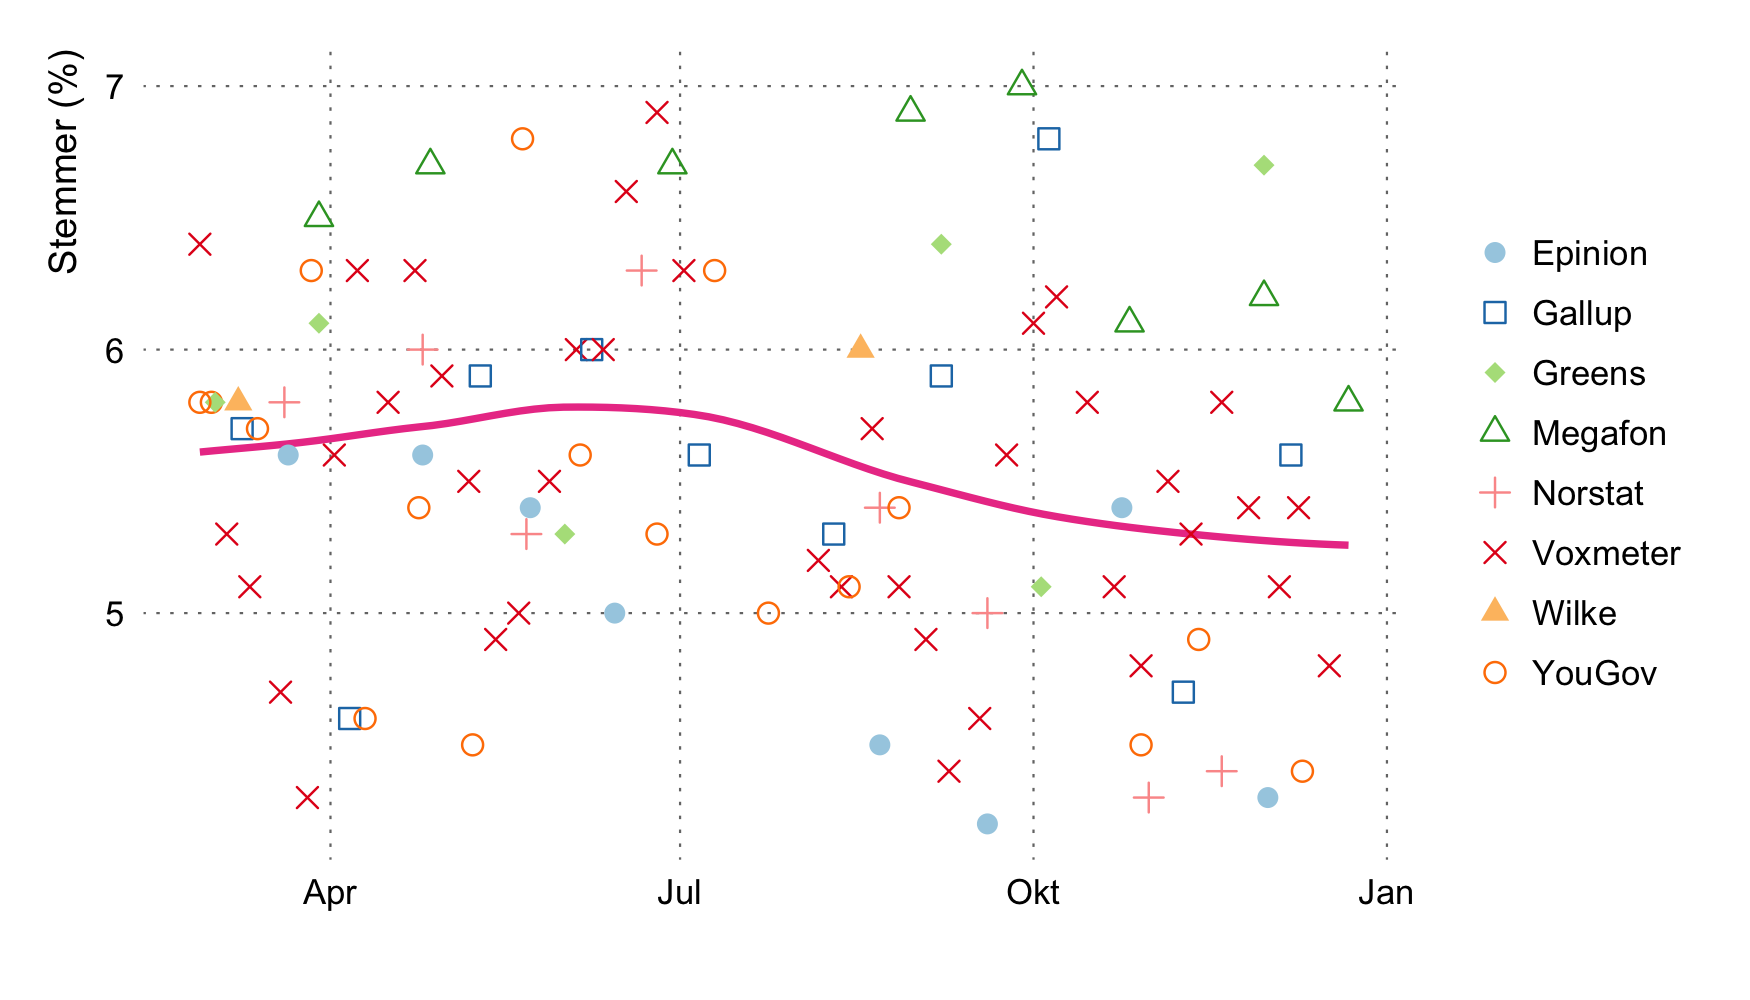 Stemmer (%)
7
6
5
Apr
Jul
Okt
Jan
Epinion
Gallup
Greens
Megafon
Norstat
Voxmeter
Wilke
YouGov